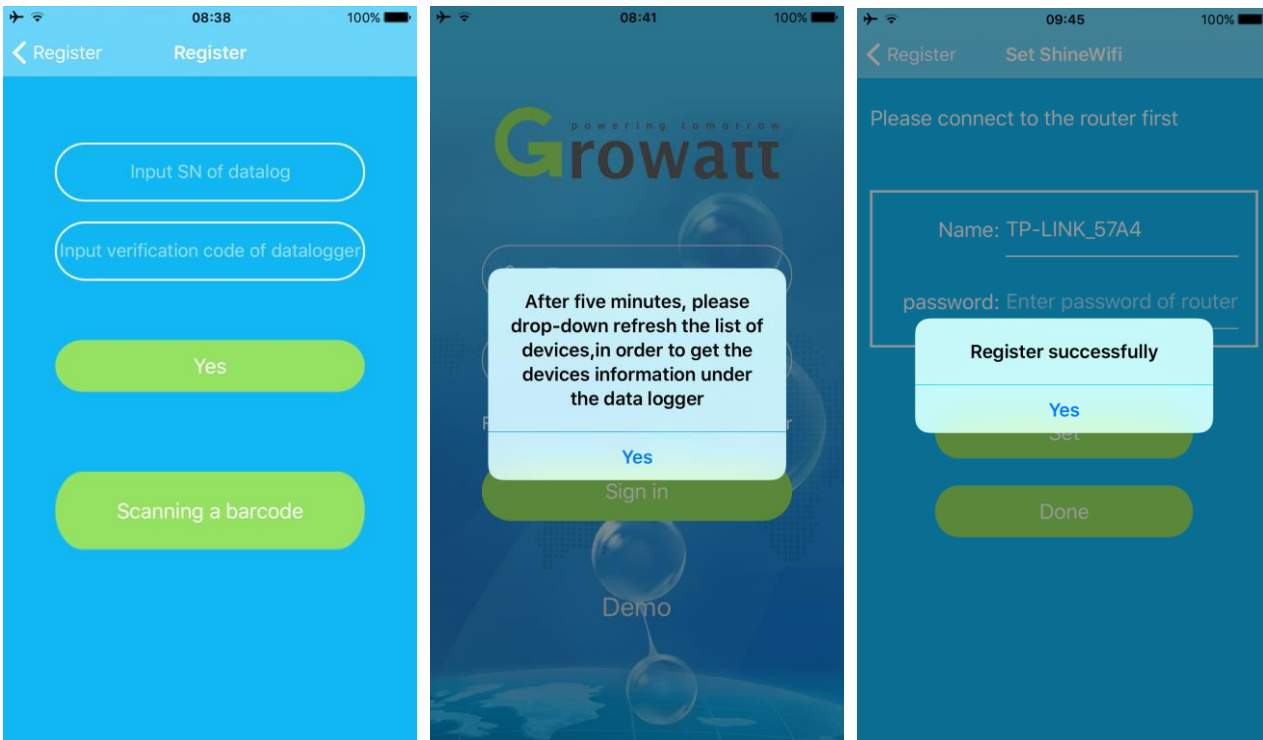 08:38
100%
Register
Register
Input SN of datalog
Input verification code of datalogger
Yes
Scanning a barcode
08:41
100%
powering tomorrow
Growatt
After five minutes, please
drop-down refresh the list of
devices,in order to get the
devices information under
the data logger
Yes
Sign in
Demo
09:45
100%
Register
Set ShineWifi
Please connect to the router first
Name: TP-LINK_57A4
password: Enter password of router
Register successfully
Yes
Set
Done